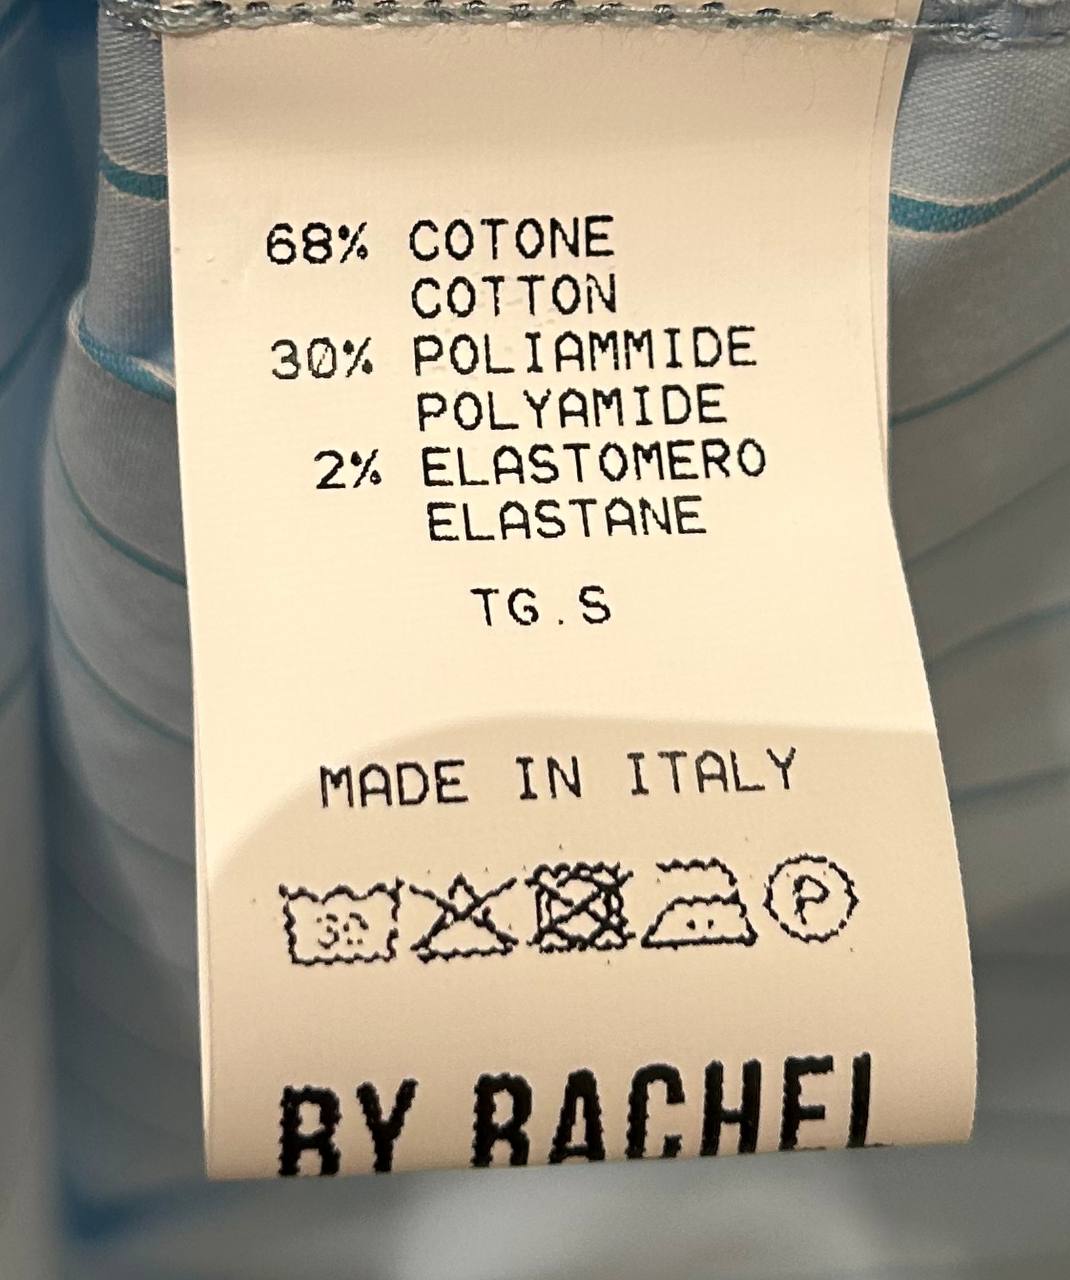 68% COTONE
COTTON
30% POLIAMMIDE
POLYAMIDE
2% ELASTOMERO
ELASTANE
TG.S
MADE IN ITALY
30
P
BY RACHEL